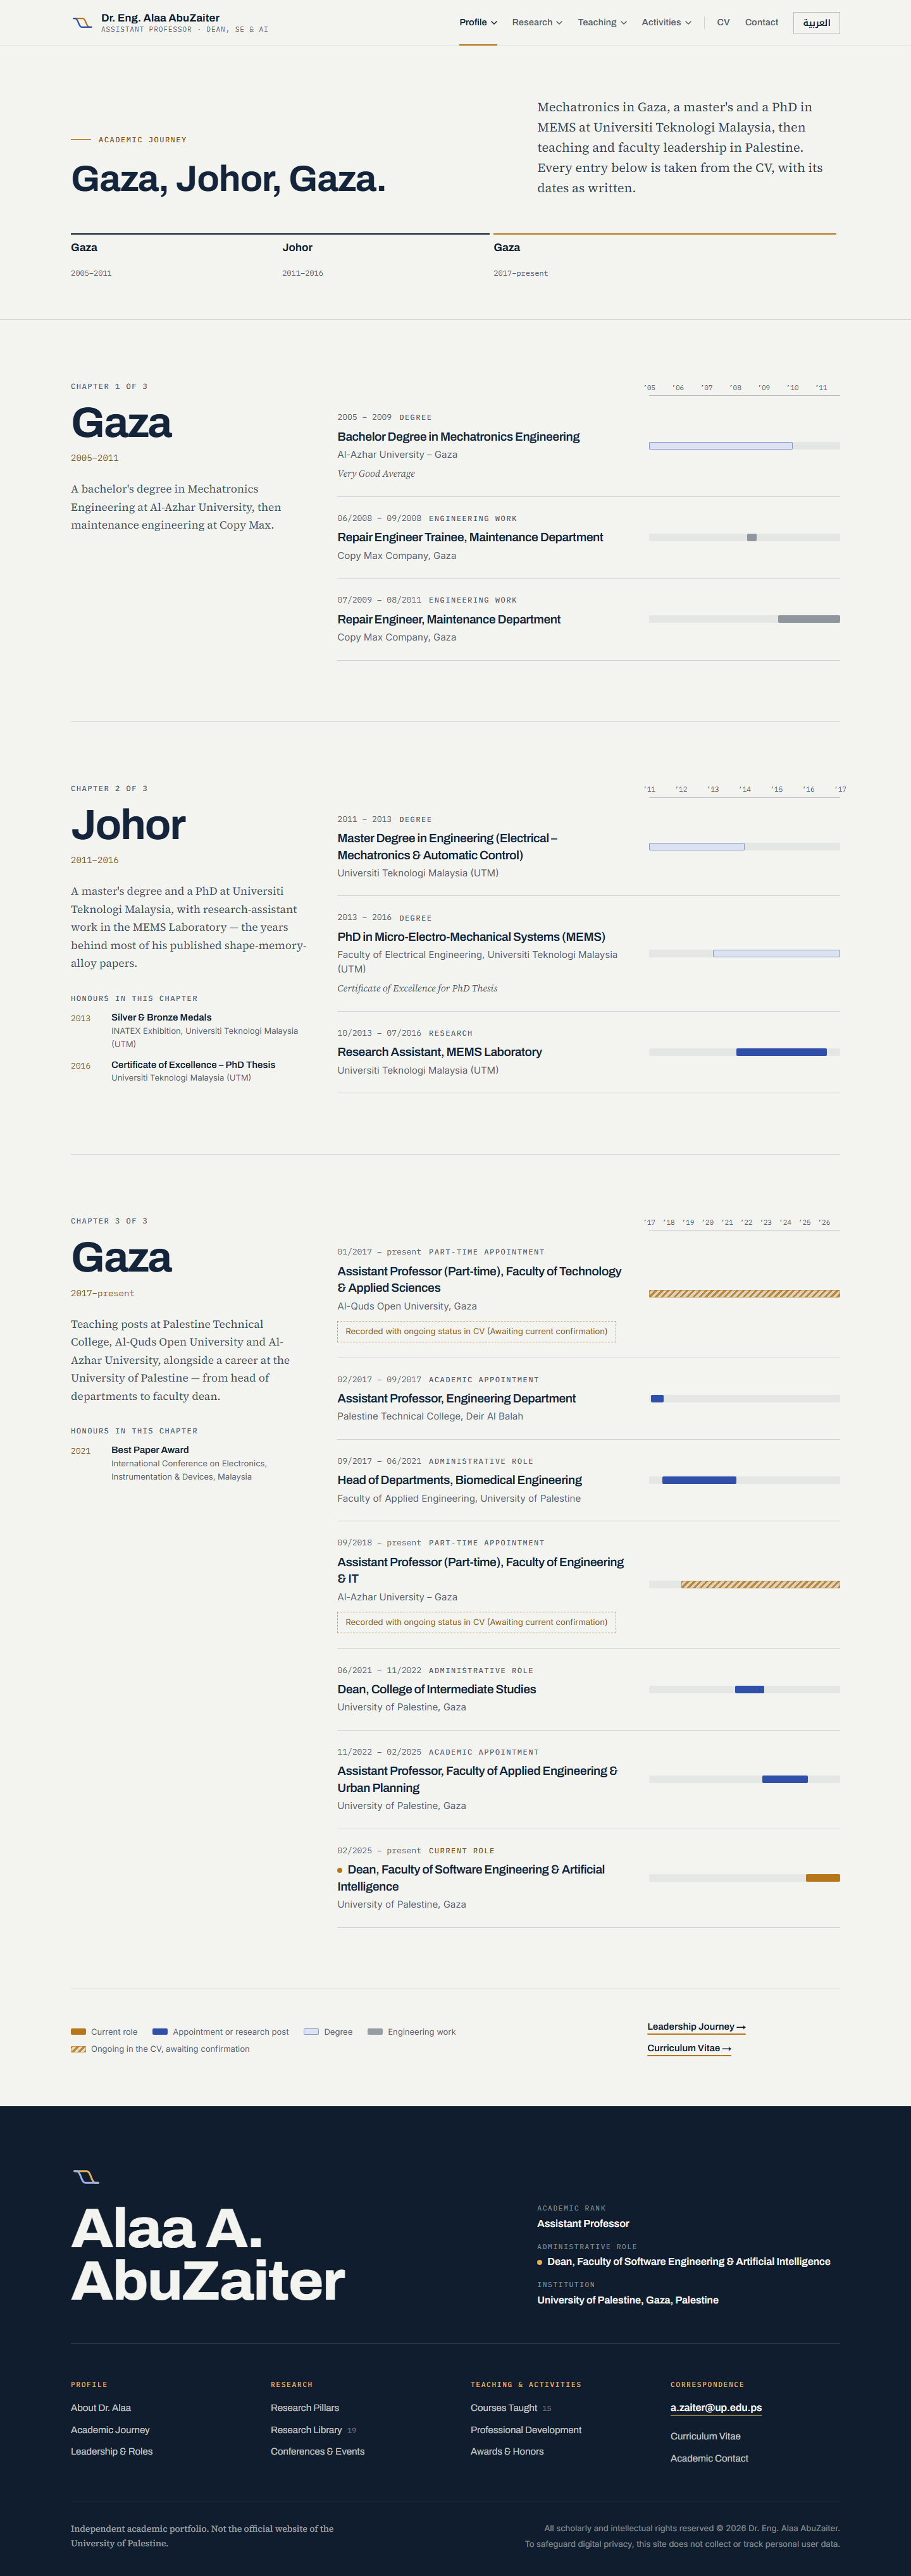 Dr. Eng. Alaa AbuZaiter
ASSISTANT PROFESSOR · DEAN, SE & AI
Profile
Research
Teaching
Activities
CV
Contact
العربية
ACADEMIC JOURNEY
Gaza, Johor, Gaza.
Mechatronics in Gaza, a master's and a PhD in
MEMS at Universiti Teknologi Malaysia, then
teaching and faculty leadership in Palestine.
Every entry below is taken from the CV, with its
dates as written.
Gaza
2005–2011
Johor
2011–2016
Gaza
2017–present
CHAPTER 1 OF 3
Gaza
2005–2011
A bachelor's degree in Mechatronics
Engineering at Al-Azhar University, then
maintenance engineering at Copy Max.
'05 '06 '07 '08 '09 '10 '11
2005 – 2009 DEGREE
Bachelor Degree in Mechatronics Engineering
Al-Azhar University – Gaza
Very Good Average
06/2008 – 09/2008 ENGINEERING WORK
Repair Engineer Trainee, Maintenance Department
Copy Max Company, Gaza
07/2009 – 08/2011 ENGINEERING WORK
Repair Engineer, Maintenance Department
Copy Max Company, Gaza
CHAPTER 2 OF 3
Johor
2011–2016
A master's degree and a PhD at Universiti
Teknologi Malaysia, with research-assistant
work in the MEMS Laboratory — the years
behind most of his published shape-memory-
alloy papers.
HONOURS IN THIS CHAPTER
2013 Silver & Bronze Medals
INATEX Exhibition, Universiti Teknologi Malaysia
(UTM)
2016 Certificate of Excellence – PhD Thesis
Universiti Teknologi Malaysia (UTM)
'11 '12 '13 '14 '15 '16 '17
2011 – 2013 DEGREE
Master Degree in Engineering (Electrical –
Mechatronics & Automatic Control)
Universiti Teknologi Malaysia (UTM)
2013 – 2016 DEGREE
PhD in Micro-Electro-Mechanical Systems (MEMS)
Faculty of Electrical Engineering, Universiti Teknologi Malaysia
(UTM)
Certificate of Excellence for PhD Thesis
10/2013 – 07/2016 RESEARCH
Research Assistant, MEMS Laboratory
Universiti Teknologi Malaysia (UTM)
CHAPTER 3 OF 3
Gaza
2017–present
Teaching posts at Palestine Technical
College, Al-Quds Open University and Al-
Azhar University, alongside a career at the
University of Palestine — from head of
departments to faculty dean.
HONOURS IN THIS CHAPTER
2021 Best Paper Award
International Conference on Electronics,
Instrumentation & Devices, Malaysia
'17 '18 '19 '20 '21 '22 '23 '24 '25 '26
01/2017 – present PART-TIME APPOINTMENT
Assistant Professor (Part-time), Faculty of Technology
& Applied Sciences
Al-Quds Open University, Gaza
Recorded with ongoing status in CV (Awaiting current confirmation)
02/2017 – 09/2017 ACADEMIC APPOINTMENT
Assistant Professor, Engineering Department
Palestine Technical College, Deir Al Balah
09/2017 – 06/2021 ADMINISTRATIVE ROLE
Head of Departments, Biomedical Engineering
Faculty of Applied Engineering, University of Palestine
09/2018 – present PART-TIME APPOINTMENT
Assistant Professor (Part-time), Faculty of Engineering
& IT
Al-Azhar University – Gaza
Recorded with ongoing status in CV (Awaiting current confirmation)
06/2021 – 11/2022 ADMINISTRATIVE ROLE
Dean, College of Intermediate Studies
University of Palestine, Gaza
11/2022 – 02/2025 ACADEMIC APPOINTMENT
Assistant Professor, Faculty of Applied Engineering &
Urban Planning
University of Palestine, Gaza
02/2025 – present CURRENT ROLE
Dean, Faculty of Software Engineering & Artificial
Intelligence
University of Palestine, Gaza
Current role
Appointment or research post
Degree
Engineering work
Ongoing in the CV, awaiting confirmation
Leadership Journey →
Curriculum Vitae →
Alaa A.
AbuZaiter
ACADEMIC RANK
Assistant Professor
ADMINISTRATIVE ROLE
Dean, Faculty of Software Engineering & Artificial Intelligence
INSTITUTION
University of Palestine, Gaza, Palestine
PROFILE
About Dr. Alaa
Academic Journey
Leadership & Roles
RESEARCH
Research Pillars
Research Library 19
Conferences & Events
TEACHING & ACTIVITIES
Courses Taught 15
Professional Development
Awards & Honors
CORRESPONDENCE
a.zaiter@up.edu.ps
Curriculum Vitae
Academic Contact
Independent academic portfolio. Not the official website of the
University of Palestine.
All scholarly and intellectual rights reserved © 2026 Dr. Eng. Alaa AbuZaiter.
To safeguard digital privacy, this site does not collect or track personal user data.